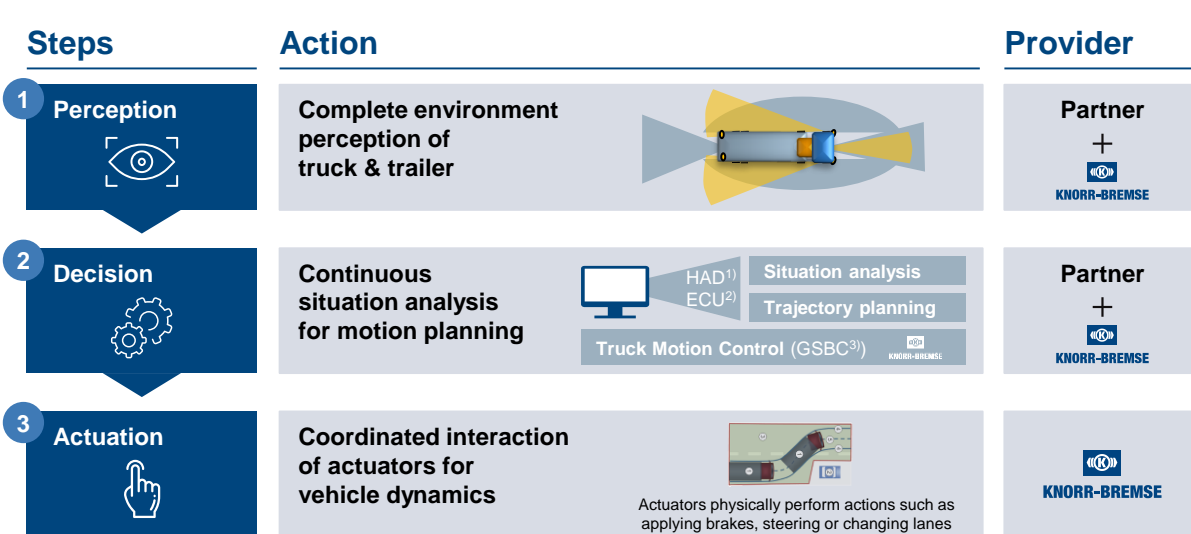 Steps
Action
Provider
1
Perception
Complete environment
perception of
truck & trailer
Partner
+
KNORR-BREMSE
2
Decision
Continuous
situation analysis
for motion planning
HAD1)
ECU2)
Situation analysis
Trajectory planning
Truck Motion Control (GSBC3))
KNORR-BREMSE
Partner
+
KNORR-BREMSE
3
Actuation
Coordinated interaction
of actuators for
vehicle dynamics
Actuators physically perform actions such as
applying brakes, steering or changing lanes
KNORR-BREMSE